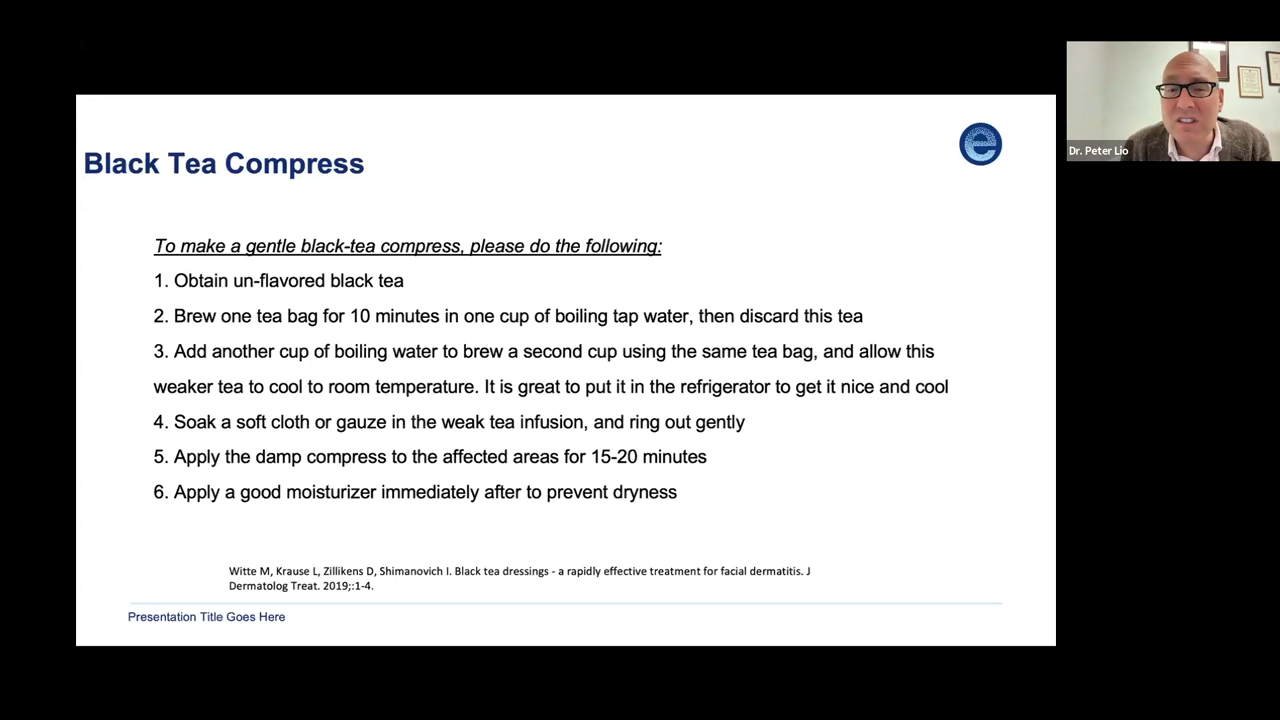 Black Tea Compress
To make a gentle black-tea compress, please do the following:
1. Obtain un-flavored black tea
2. Brew one tea bag for 10 minutes in one cup of boiling tap water, then discard this tea
3. Add another cup of boiling water to brew a second cup using the same tea bag, and allow this
weaker tea to cool to room temperature. It is great to put it in the refrigerator to get it nice and cool
4. Soak a soft cloth or gauze in the weak tea infusion, and ring out gently
5. Apply the damp compress to the affected areas for 15-20 minutes
6. Apply a good moisturizer immediately after to prevent dryness
Witte M, Krause L, Zillikens D, Shimanovich I. Black tea dressings - a rapidly effective treatment for facial dermatitis. J
Dermatolog Treat. 2019;:1-4.
Presentation Title Goes Here
Dr. Peter Lio